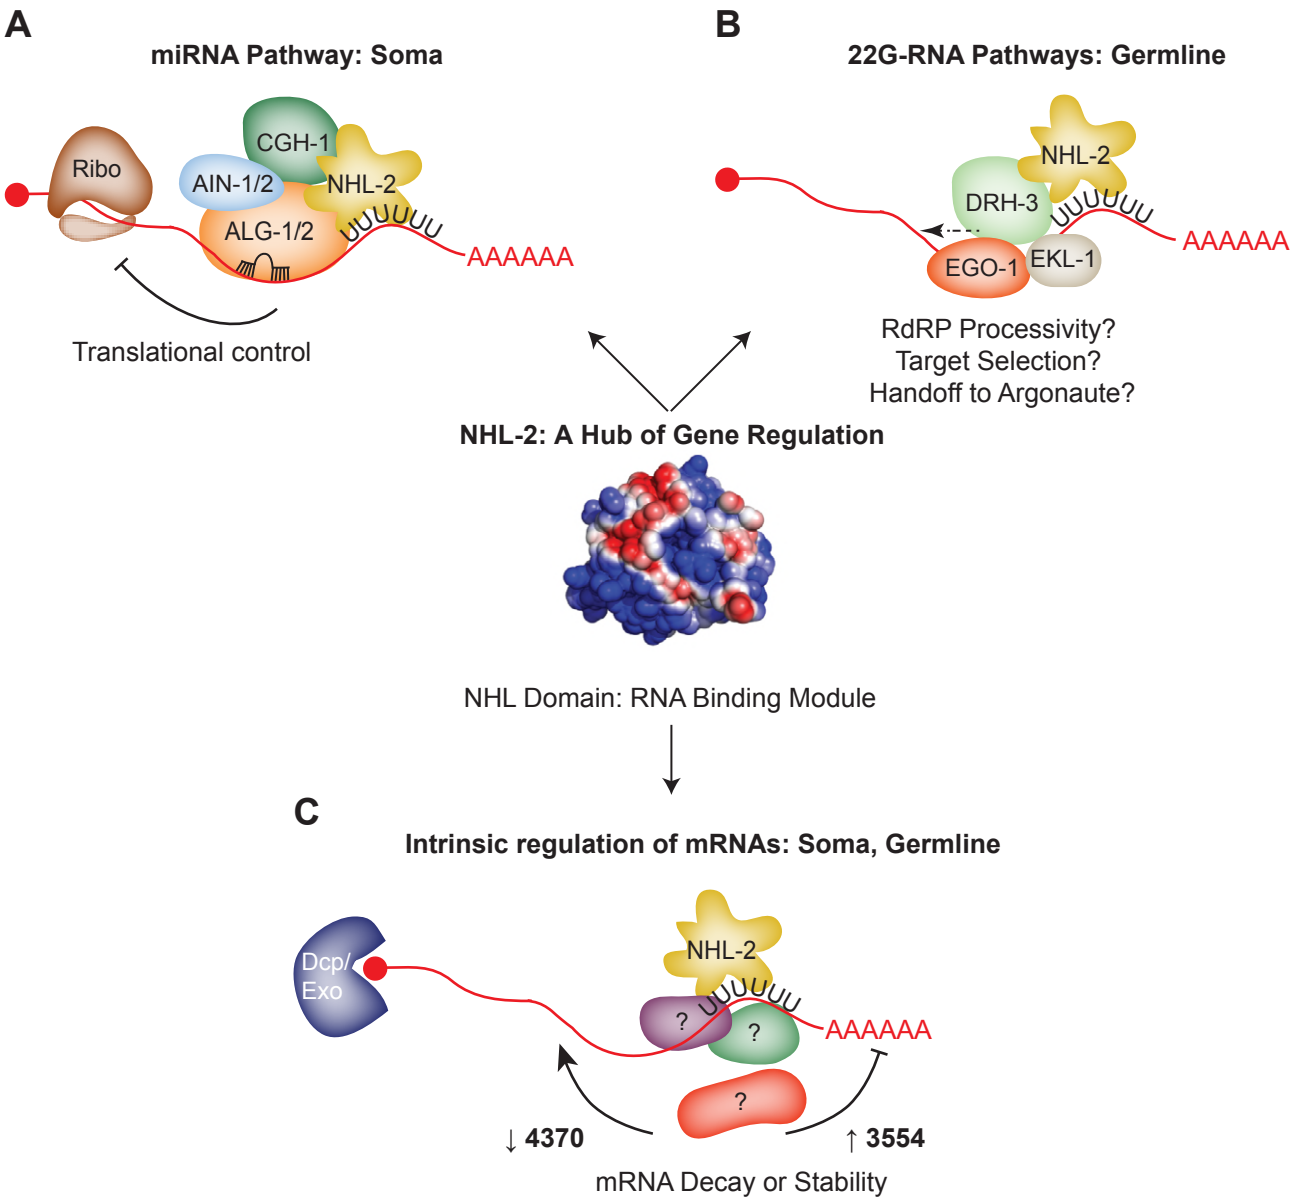 A
miRNA Pathway: Soma
Ribo
CGH-1
AIN-1/2
NHL-2
ALG-1/2
UUUUUU
AAAAAA
Translational control
B
22G-RNA Pathways: Germline
NHL-2
DRH-3
UUUUUU
AAAAAA
EGO-1
EKL-1
RdRP Processivity?
Target Selection?
Handoff to Argonaute?
NHL-2: A Hub of Gene Regulation
NHL Domain: RNA Binding Module
C
Intrinsic regulation of mRNAs: Soma, Germline
Dcp/
Exo
NHL-2
UUUUUU
?
?
AAAAAA
?
↓ 4370
↑ 3554
mRNA Decay or Stability